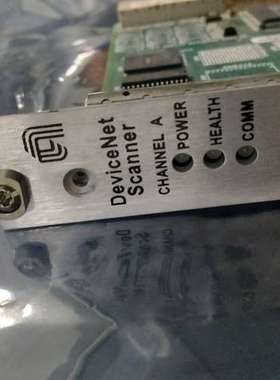 DeviceNet
Scanner
CHANNEL A
POWER
HEALTH
COMM